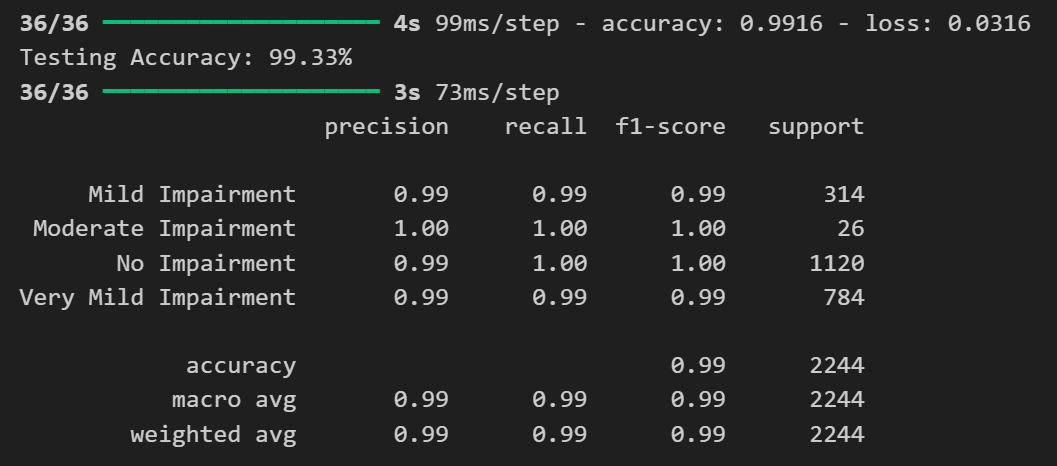 36/36 ━━━━━━━━━━━━━━━━━━━━ 4s 99ms/step - accuracy: 0.9916 - loss: 0.0316
Testing Accuracy: 99.33%
36/36 ━━━━━━━━━━━━━━━━━━━━ 3s 73ms/step
precision recall f1-score support
Mild Impairment 0.99 0.99 0.99 314
Moderate Impairment 1.00 1.00 1.00 26
No Impairment 0.99 1.00 1.00 1120
Very Mild Impairment 0.99 0.99 0.99 784
accuracy 0.99 2244
macro avg 0.99 0.99 0.99 2244
weighted avg 0.99 0.99 0.99 2244